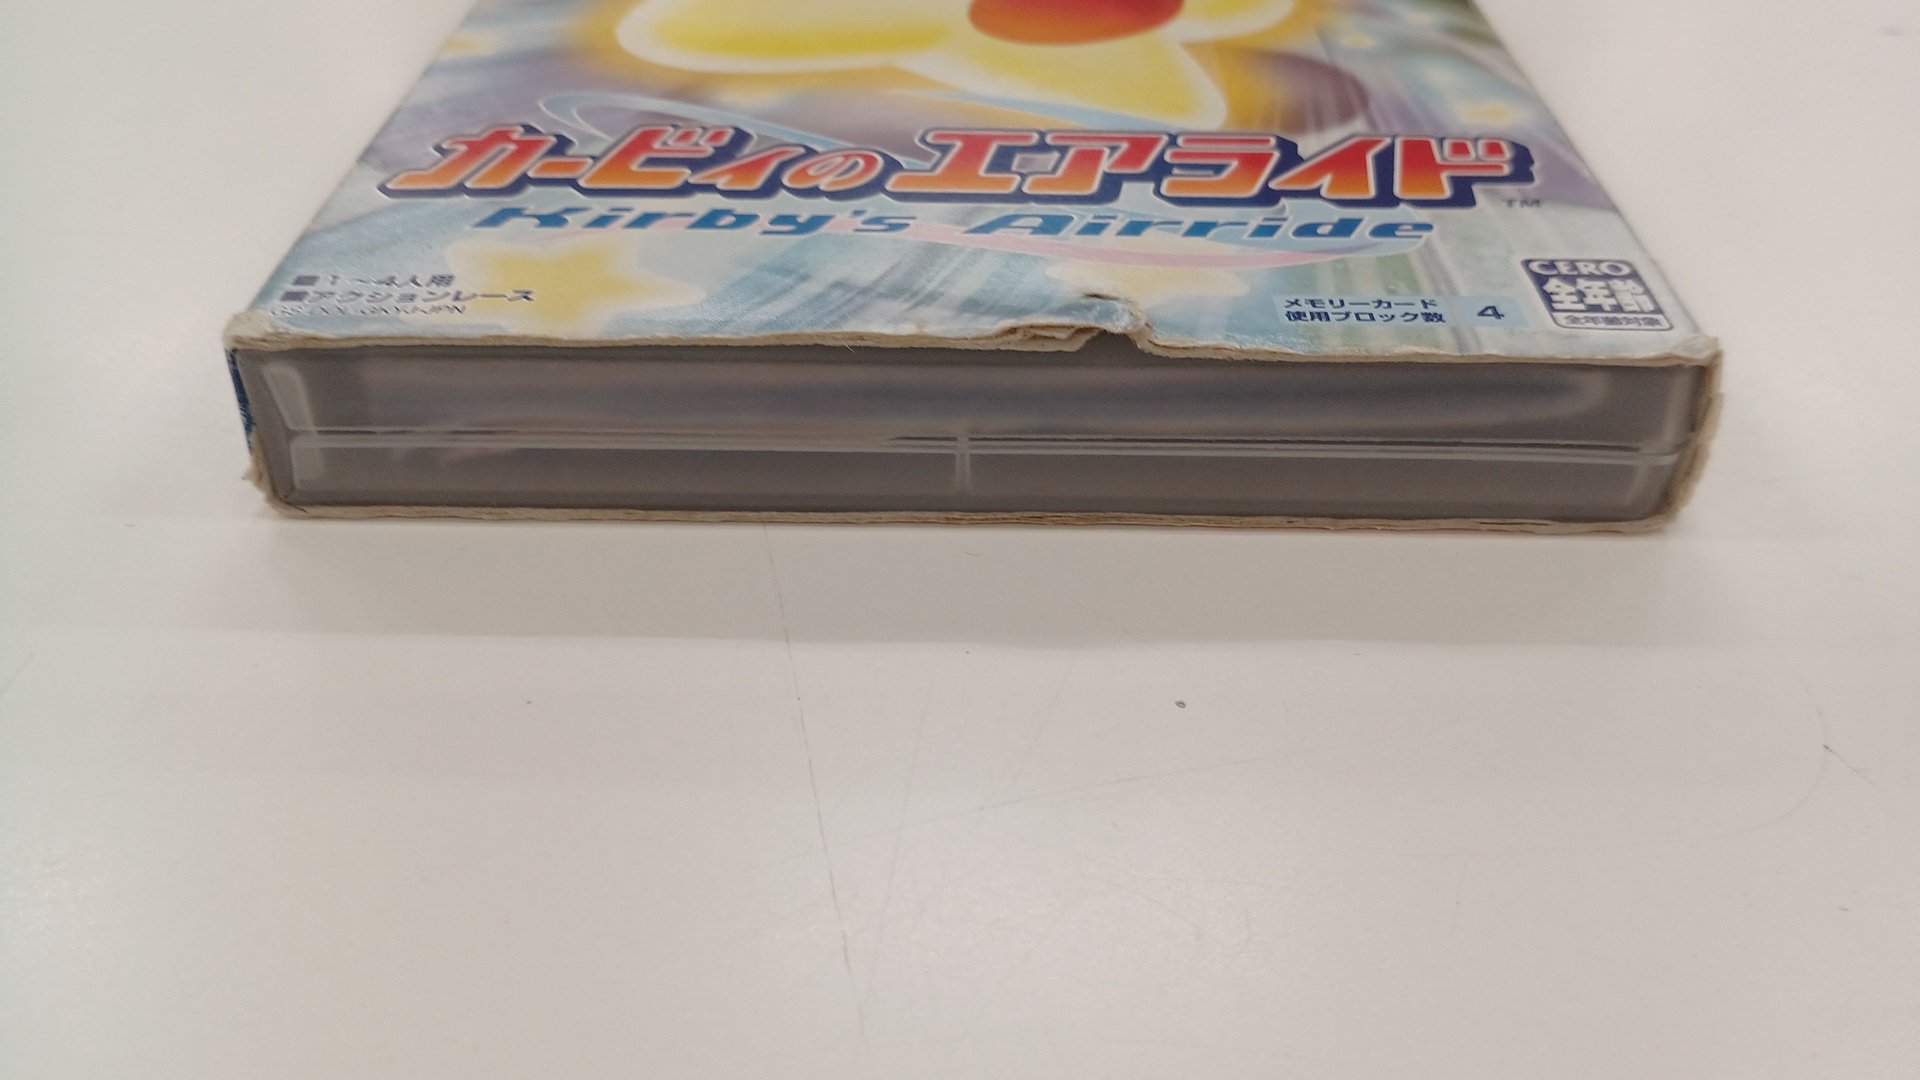 カービィのエアライド
TM
Kirby's Airride
■1～4人用
■アクションレース
メモリーカード
使用ブロック数 4
CERO
全年齢
全年齢対象